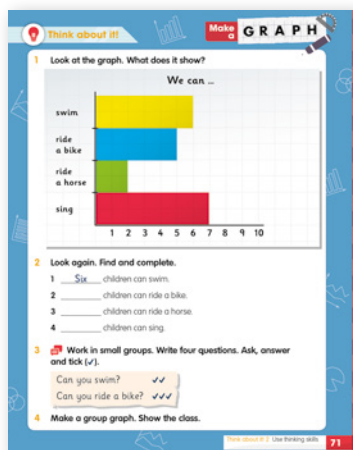 Think about it!
Make a GRAPH
1 Look at the graph. What does it show?
We can ...
swim
ride
a bike
ride
a horse
sing
1 2 3 4 5 6 7 8 9 10
2 Look again. Find and complete.
1 Six children can swim.
2 ________ children can ride a bike.
3 ________ children can ride a horse.
4 ________ children can sing.
3 Work in small groups. Write four questions. Ask, answer
and tick (✓).
Can you swim? ✓✓
Can you ride a bike? ✓✓✓
4 Make a group graph. Show the class.
Think about it 2 Use thinking skills 71